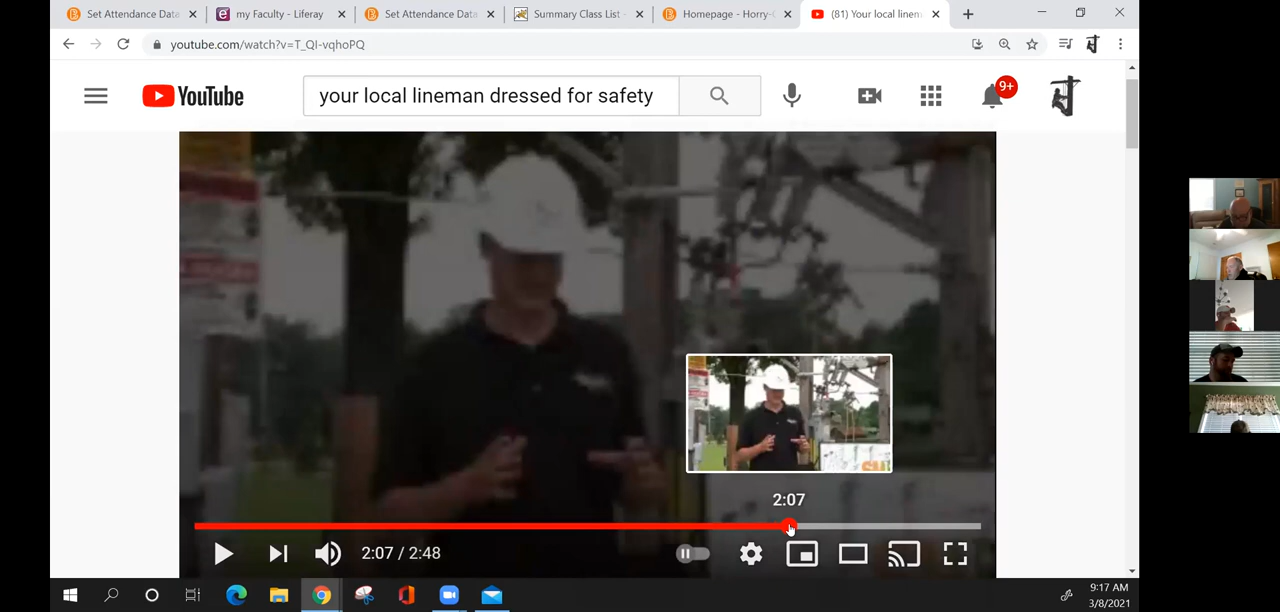 Set Attendance Data
my Faculty - Liferay
Set Attendance Data
Summary Class List -
Homepage - Horry-
(81) Your local linem
youtube.com/watch?v=T_QI-vqhoPQ
YouTube
your local lineman dressed for safety
9+
2:07
2:07 / 2:48
9:17 AM
3/8/2021